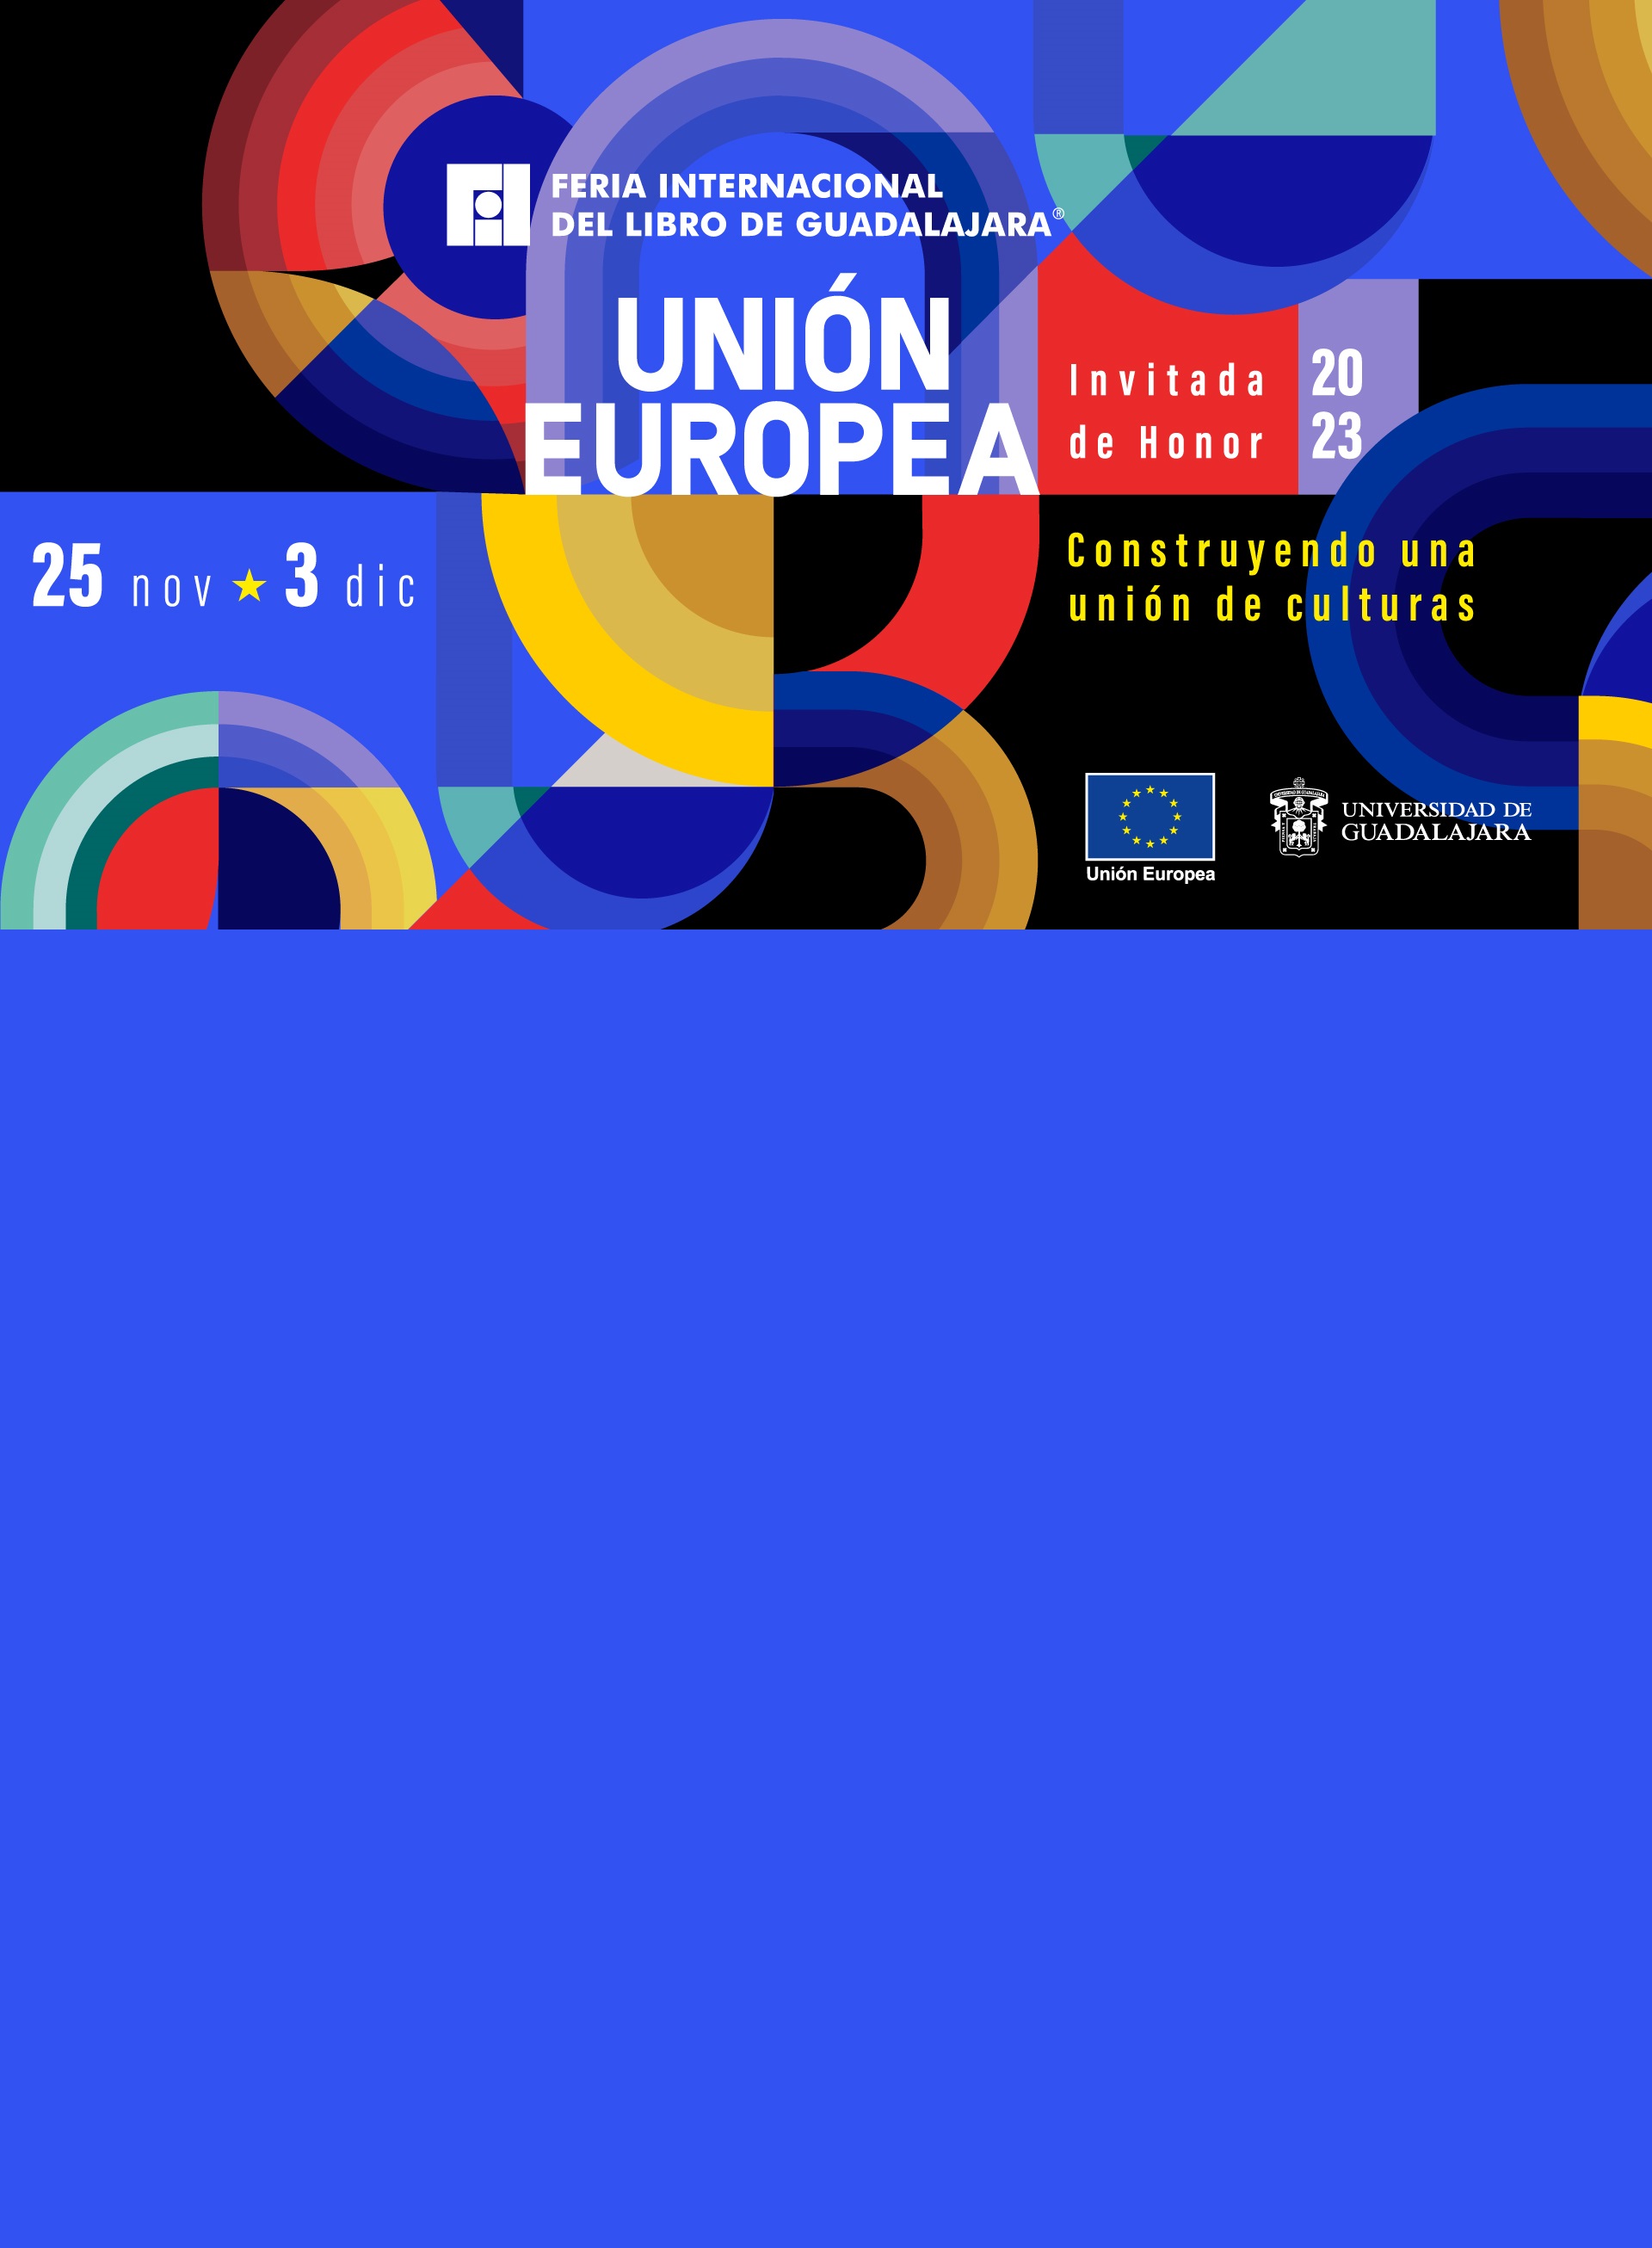 FERIA INTERNACIONAL
DEL LIBRO DE GUADALAJARA®
UNIÓN
EUROPEA
Invitada
de Honor
20
23
25 nov ★ 3 dic
Construyendo una
unión de culturas
Unión Europea
UNIVERSIDAD DE
GUADALAJARA